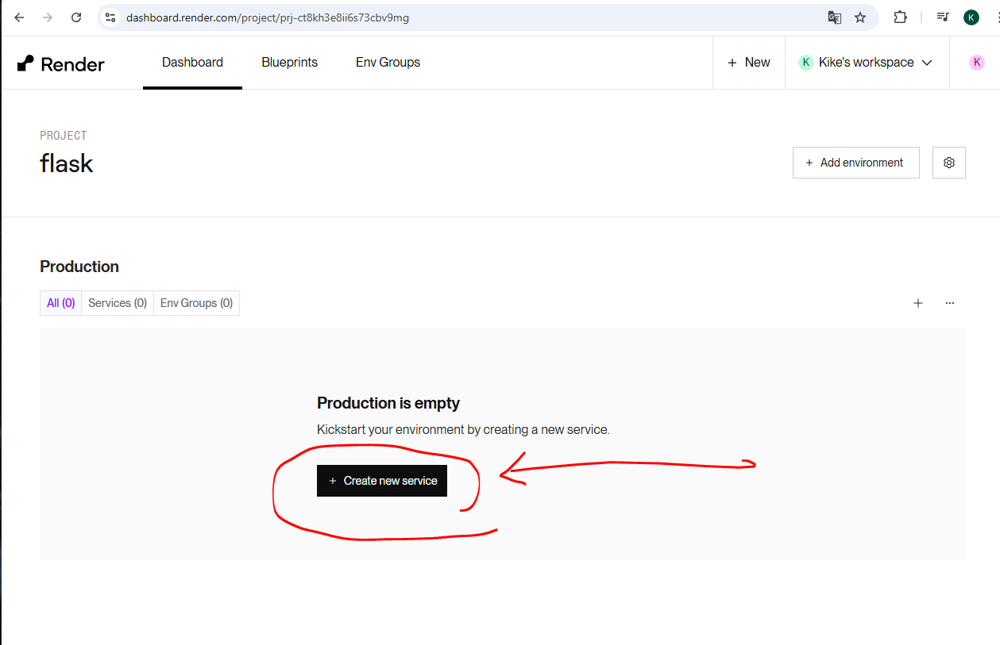 dashboard.render.com/project/prj-ct8kh3e8ii6s73cbv9mg
K
Render Dashboard Blueprints Env Groups + New K Kike's workspace K
PROJECT
flask
+ Add environment
Production
All (0) Services (0) Env Groups (0)
Production is empty
Kickstart your environment by creating a new service.
+ Create new service